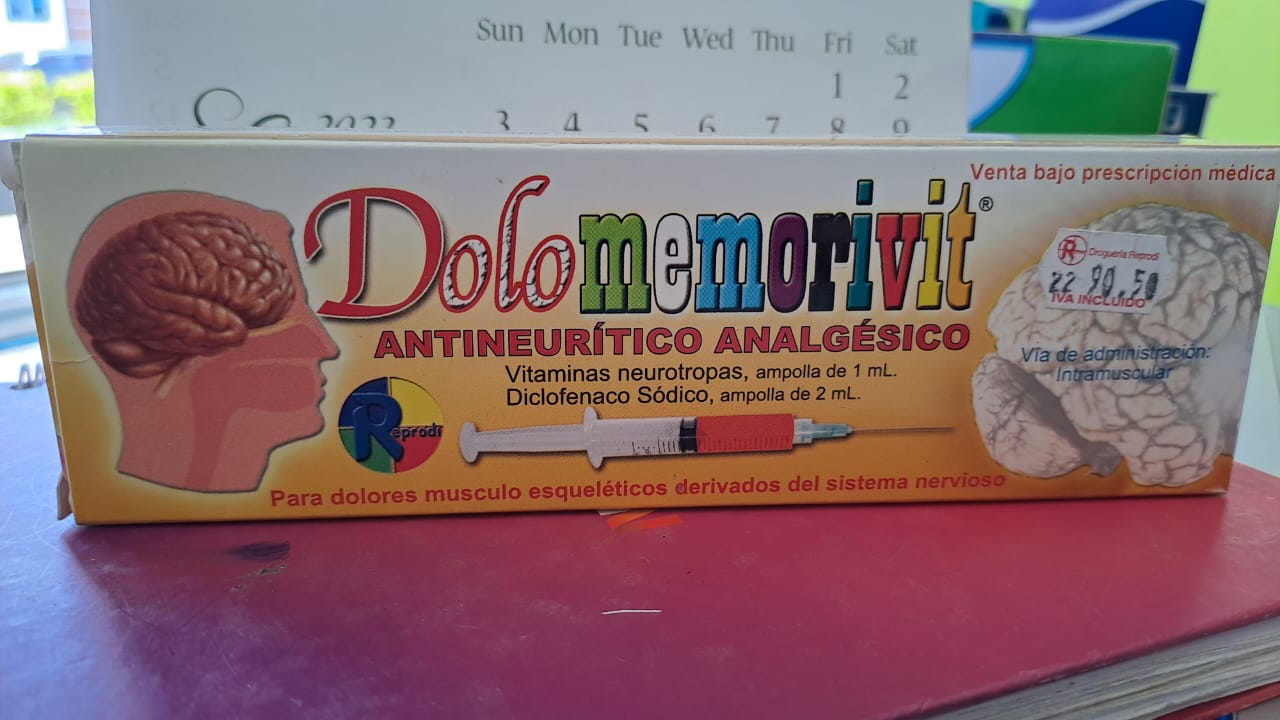 Sun Mon Tue Wed Thu Fri Sat
1 2
2023 3 4 5 6 7 8 9
Venta bajo prescripción médica
Dolomemorivit®
ANTINEURÍTICO ANALGÉSICO
Vitaminas neurotropas, ampolla de 1 mL.
Diclofenaco Sódico, ampolla de 2 mL.
Reprodi
Para dolores musculo esqueléticos derivados del sistema nervioso
R Droguería Reprodi
22 90.50
IVA INCLUIDO
Vía de administración:
Intramuscular